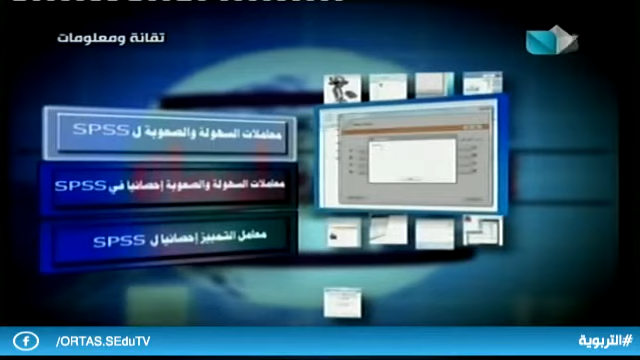 تقانة ومعلومات
معاملات السهولة والصعوبة ل SPSS
معاملات السهولة والصعوبة إحصائيا في SPSS
معامل التمييز إحصائيا ل SPSS
/ORTAS.SEduTV
#التربوية